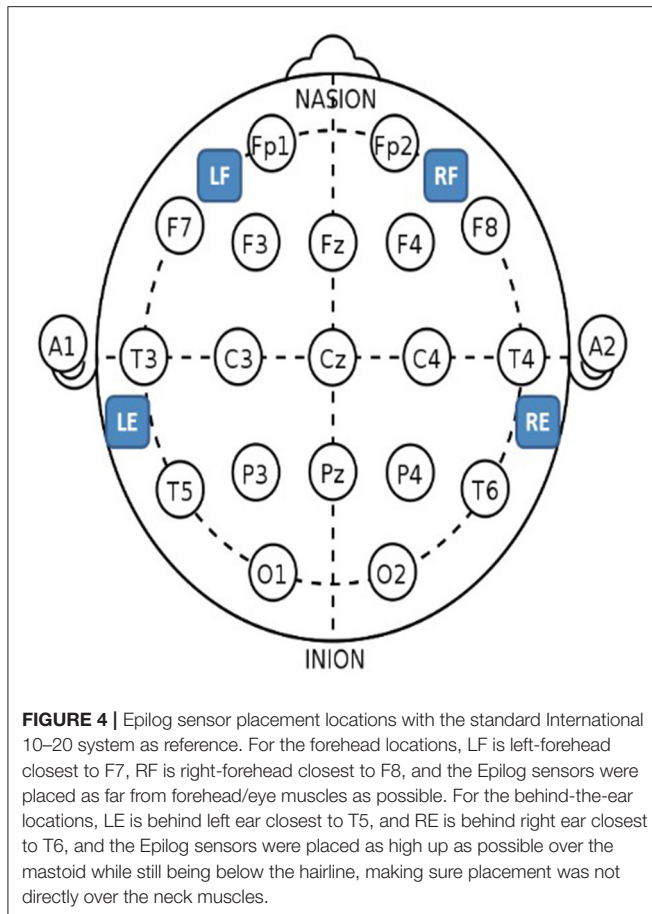 NASION
Fp1 Fp2
LF RF
F7 F3 Fz F4 F8
A1 T3 C3 Cz C4 T4 A2
LE RE
T5 P3 Pz P4 T6
O1 O2
INION
FIGURE 4 | Epilog sensor placement locations with the standard International
10–20 system as reference. For the forehead locations, LF is left-forehead
closest to F7, RF is right-forehead closest to F8, and the Epilog sensors were
placed as far from forehead/eye muscles as possible. For the behind-the-ear
locations, LE is behind left ear closest to T5, and RE is behind right ear closest
to T6, and the Epilog sensors were placed as high up as possible over the
mastoid while still being below the hairline, making sure placement was not
directly over the neck muscles.